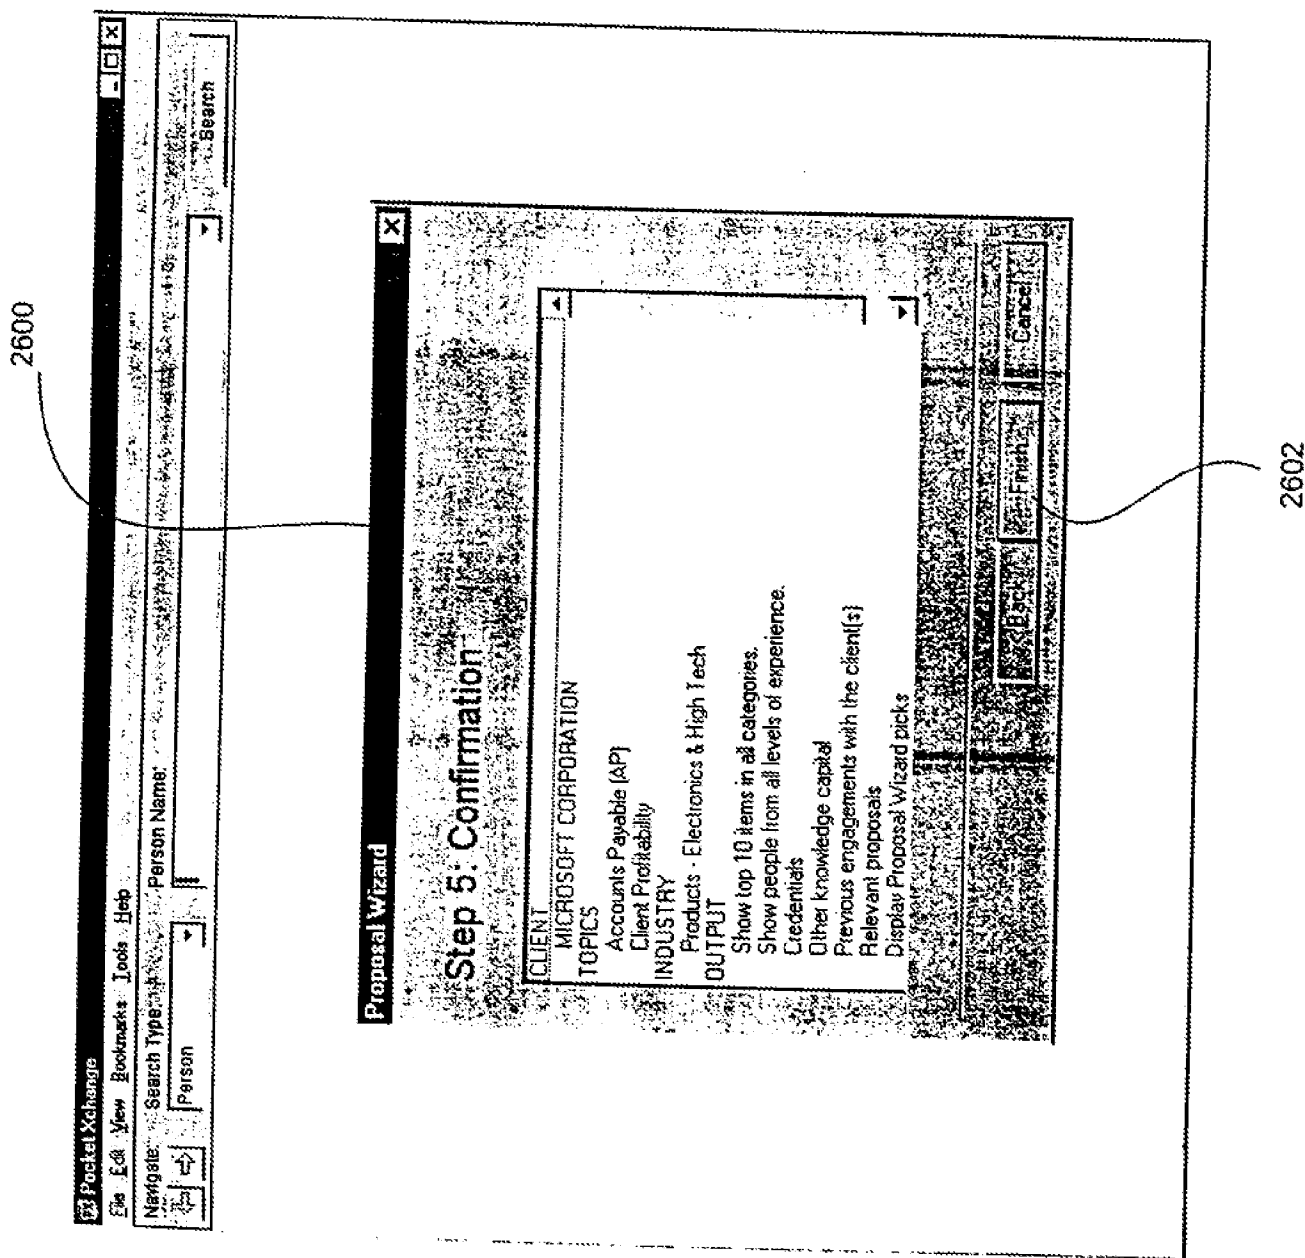 2600
Pocket Xchange
File Edit View Bookmarks Tools Help
Navigate: Search Type: Person Name:
Person Search
Proposal Wizard
Step 5: Confirmation
CLIENT
MICROSOFT CORPORATION
TOPICS
Accounts Payable (AP)
Client Profitability
INDUSTRY
Products - Electronics & High Tech
OUTPUT
Show top 10 items in all categories.
Show people from all levels of experience.
Credentials
Other knowledge capital
Previous engagements with the client(s)
Relevant proposals
Display Proposal Wizard picks
< Back Finish Cancel
2602